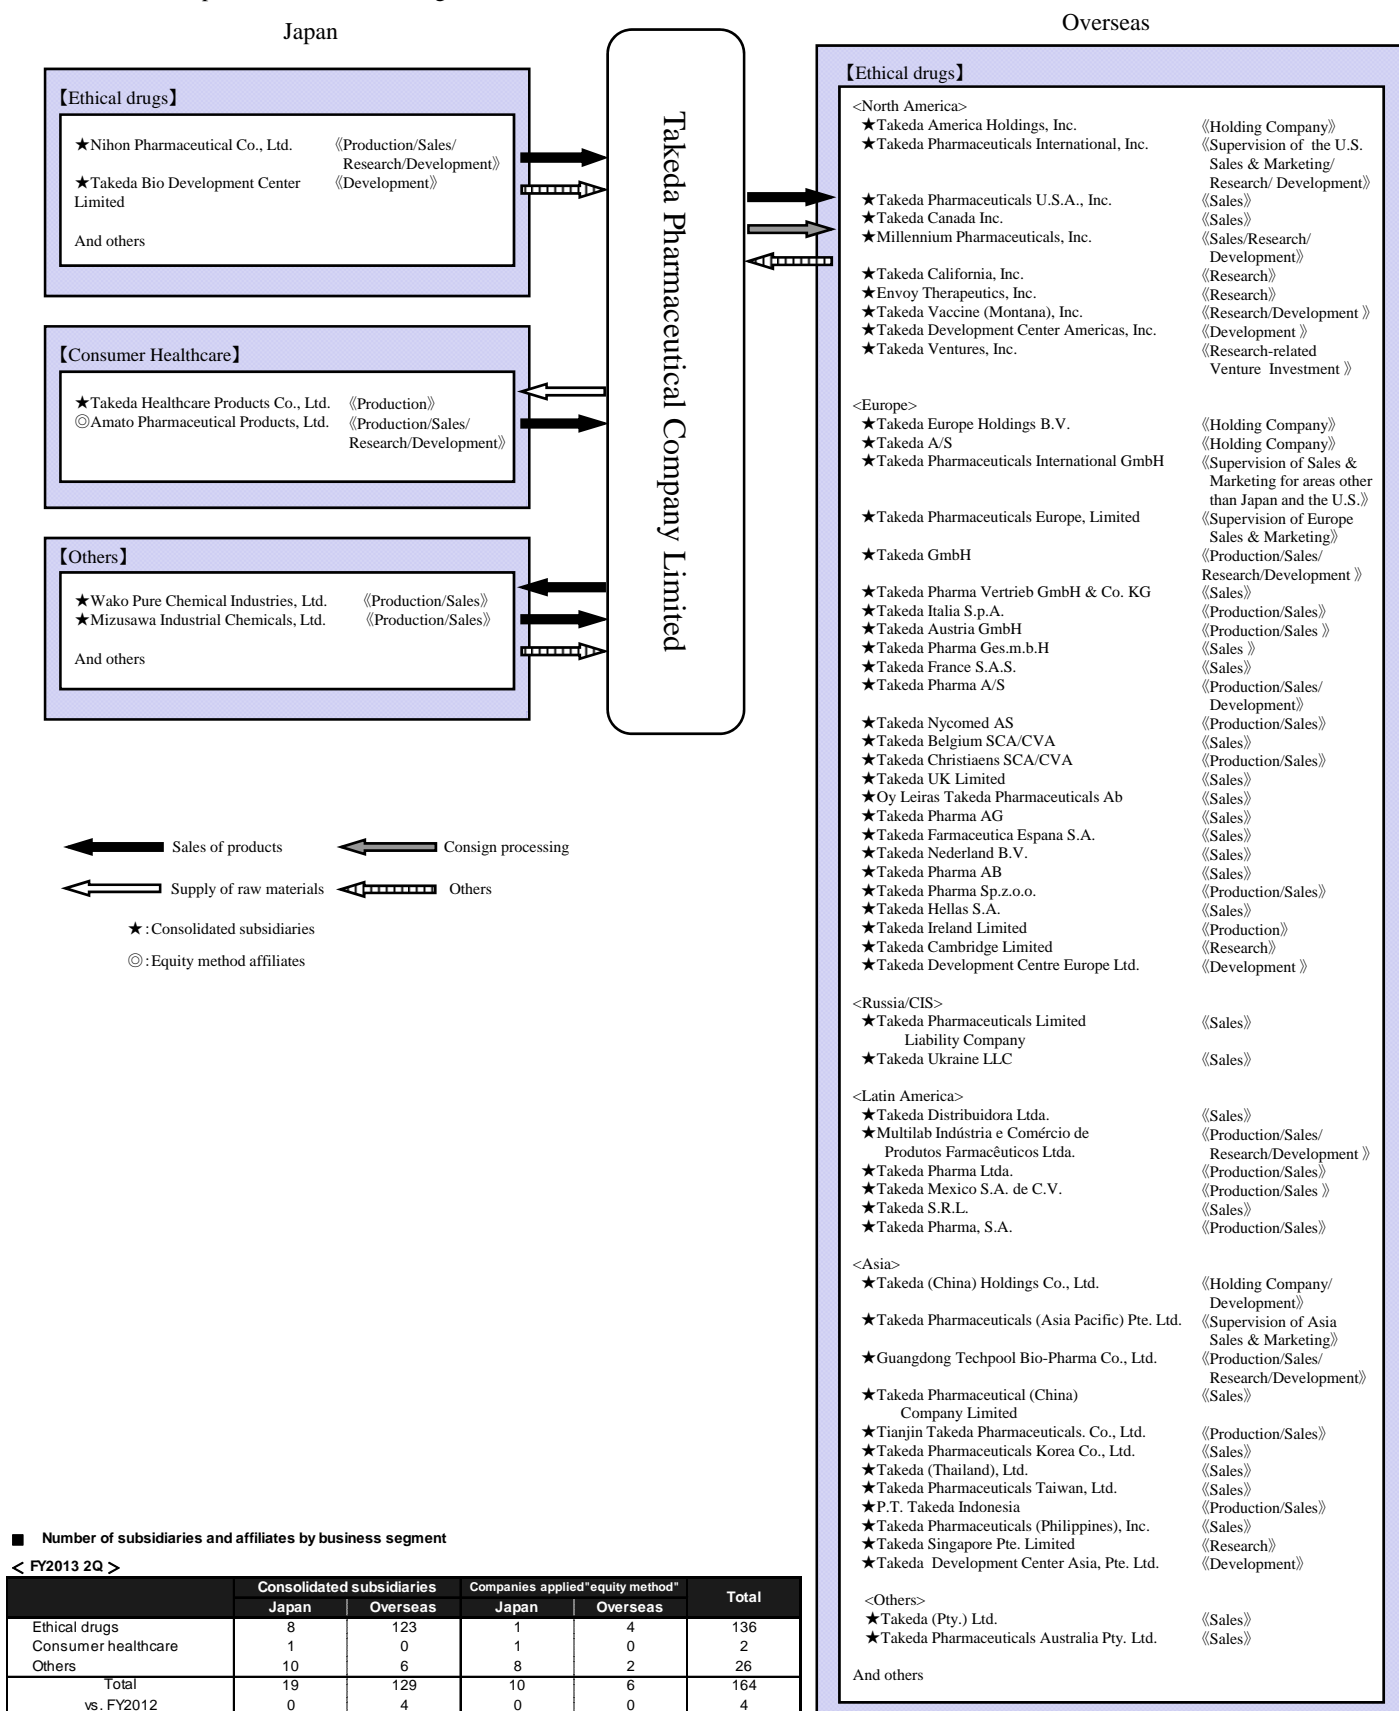 Japan
【Ethical drugs】
★Nihon Pharmaceutical Co., Ltd. 《Production/Sales/
Research/Development》
★Takeda Bio Development Center 《Development》
Limited
And others
【Consumer Healthcare】
★Takeda Healthcare Products Co., Ltd. 《Production》
◎Amato Pharmaceutical Products, Ltd. 《Production/Sales/
Research/Development》
【Others】
★Wako Pure Chemical Industries, Ltd. 《Production/Sales》
★Mizusawa Industrial Chemicals, Ltd. 《Production/Sales》
And others
Takeda Pharmaceutical Company Limited
Sales of products
Consign processing
Supply of raw materials
Others
★:Consolidated subsidiaries
◎:Equity method affiliates
Overseas
【Ethical drugs】
<North America>
★Takeda America Holdings, Inc. 《Holding Company》
★Takeda Pharmaceuticals International, Inc. 《Supervision of the U.S.
Sales & Marketing/
Research/ Development》
★Takeda Pharmaceuticals U.S.A., Inc. 《Sales》
★Takeda Canada Inc. 《Sales》
★Millennium Pharmaceuticals, Inc. 《Sales/Research/
Development》
★Takeda California, Inc. 《Research》
★Envoy Therapeutics, Inc. 《Research》
★Takeda Vaccine (Montana), Inc. 《Research/Development 》
★Takeda Development Center Americas, Inc. 《Development 》
★Takeda Ventures, Inc. 《Research-related
Venture Investment 》
<Europe>
★Takeda Europe Holdings B.V. 《Holding Company》
★Takeda A/S 《Holding Company》
★Takeda Pharmaceuticals International GmbH 《Supervision of Sales &
Marketing for areas other
than Japan and the U.S.》
★Takeda Pharmaceuticals Europe, Limited 《Supervision of Europe
Sales & Marketing》
★Takeda GmbH 《Production/Sales/
Research/Development 》
★Takeda Pharma Vertrieb GmbH & Co. KG 《Sales》
★Takeda Italia S.p.A. 《Production/Sales》
★Takeda Austria GmbH 《Production/Sales 》
★Takeda Pharma Ges.m.b.H 《Sales 》
★Takeda France S.A.S. 《Sales》
★Takeda Pharma A/S 《Production/Sales/
Development》
★Takeda Nycomed AS 《Production/Sales》
★Takeda Belgium SCA/CVA 《Sales》
★Takeda Christiaens SCA/CVA 《Production/Sales》
★Takeda UK Limited 《Sales》
★Oy Leiras Takeda Pharmaceuticals Ab 《Sales》
★Takeda Pharma AG 《Sales》
★Takeda Farmaceutica Espana S.A. 《Sales》
★Takeda Nederland B.V. 《Sales》
★Takeda Pharma AB 《Sales》
★Takeda Pharma Sp.z.o.o. 《Production/Sales》
★Takeda Hellas S.A. 《Sales》
★Takeda Ireland Limited 《Production》
★Takeda Cambridge Limited 《Research》
★Takeda Development Centre Europe Ltd. 《Development 》
<Russia/CIS>
★Takeda Pharmaceuticals Limited 《Sales》
Liability Company
★Takeda Ukraine LLC 《Sales》
<Latin America>
★Takeda Distribuidora Ltda. 《Sales》
★Multilab Indústria e Comércio de 《Production/Sales/
Produtos Farmacêuticos Ltda. Research/Development 》
★Takeda Pharma Ltda. 《Production/Sales》
★Takeda Mexico S.A. de C.V. 《Production/Sales 》
★Takeda S.R.L. 《Sales》
★Takeda Pharma, S.A. 《Production/Sales》
<Asia>
★Takeda (China) Holdings Co., Ltd. 《Holding Company/
Development》
★Takeda Pharmaceuticals (Asia Pacific) Pte. Ltd. 《Supervision of Asia
Sales & Marketing》
★Guangdong Techpool Bio-Pharma Co., Ltd. 《Production/Sales/
Research/Development》
★Takeda Pharmaceutical (China) 《Sales》
Company Limited
★Tianjin Takeda Pharmaceuticals. Co., Ltd. 《Production/Sales》
★Takeda Pharmaceuticals Korea Co., Ltd. 《Sales》
★Takeda (Thailand), Ltd. 《Sales》
★Takeda Pharmaceuticals Taiwan, Ltd. 《Sales》
★P.T. Takeda Indonesia 《Production/Sales》
★Takeda Pharmaceuticals (Philippines), Inc. 《Sales》
★Takeda Singapore Pte. Limited 《Research》
★Takeda Development Center Asia, Pte. Ltd. 《Development》
<Others>
★Takeda (Pty.) Ltd. 《Sales》
★Takeda Pharmaceuticals Australia Pty. Ltd. 《Sales》
And others
■ Number of subsidiaries and affiliates by business segment
< FY2013 2Q >
Consolidated subsidiaries Companies applied"equity method" Total
Japan Overseas Japan Overseas
Ethical drugs 8 123 1 4 136
Consumer healthcare 1 0 1 0 2
Others 10 6 8 2 26
Total 19 129 10 6 164
vs. FY2012 0 4 0 0 4